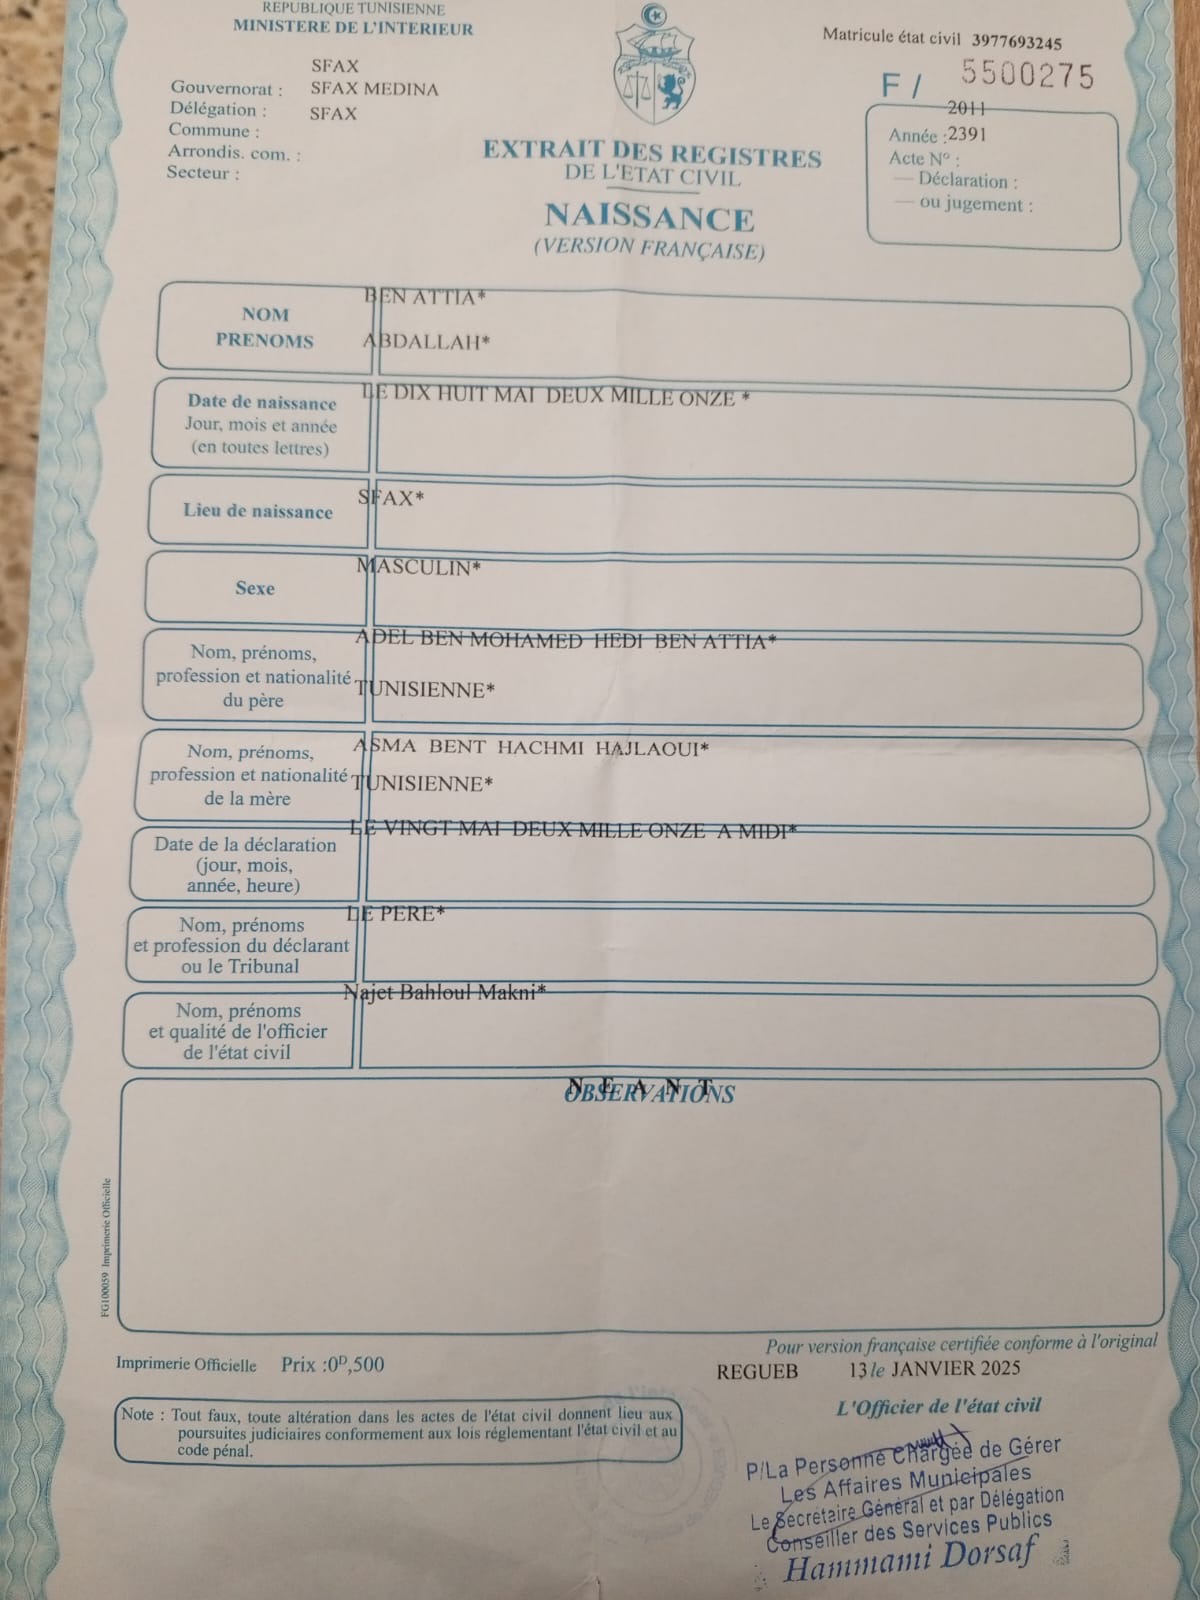 REPUBLIQUE TUNISIENNE
MINISTERE DE L'INTERIEUR
SFAX
Gouvernorat : SFAX MEDINA
Délégation : SFAX
Commune :
Arrondis. com. :
Secteur :
EXTRAIT DES REGISTRES
DE L'ETAT CIVIL
NAISSANCE
(VERSION FRANÇAISE)
Matricule état civil 3977693245
F / 5500275
2011
Année :2391
Acte N° :
— Déclaration :
— ou jugement :
NOM
PRENOMS
BEN ATTIA*
ABDALLAH*
Date de naissance
Jour, mois et année
(en toutes lettres)
LE DIX HUIT MAI DEUX MILLE ONZE *
Lieu de naissance
SFAX*
Sexe
MASCULIN*
Nom, prénoms,
profession et nationalité
du père
ADEL BEN MOHAMED HEDI BEN ATTIA*
TUNISIENNE*
Nom, prénoms,
profession et nationalité
de la mère
ASMA BENT HACHMI HAJLAOUI*
TUNISIENNE*
Date de la déclaration
(jour, mois,
année, heure)
LE VINGT MAI DEUX MILLE ONZE A MIDI*
Nom, prénoms
et profession du déclarant
ou le Tribunal
LE PERE*
Nom, prénoms
et qualité de l'officier
de l'état civil
Najet Bahloul Makni*
N E A N T
OBSERVATIONS
FG100059 Imprimerie Officielle
Pour version française certifiée conforme à l'original
Imprimerie Officielle Prix :0D,500
REGUEB 13 le JANVIER 2025
L'Officier de l'état civil
Note : Tout faux, toute altération dans les actes de l'état civil donnent lieu aux
poursuites judiciaires conformement aux lois réglementant l'état civil et au
code pénal.
P/La Personne Chargée de Gérer
Les Affaires Municipales
Le Secrétaire Général et par Délégation
Conseiller des Services Publics
Hammami Dorsaf